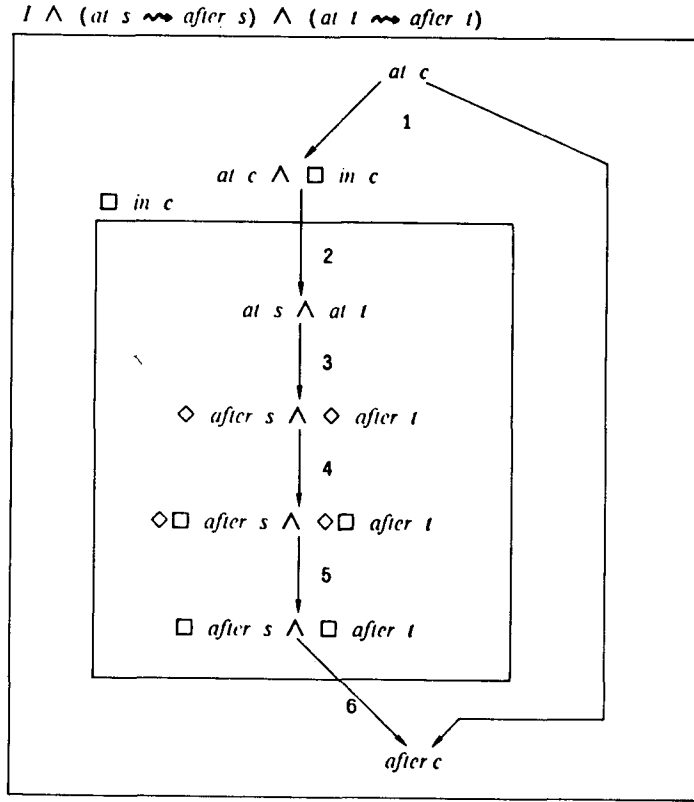 I ∧ (at s ⇝ after s) ∧ (at t ⇝ after t)
at c
1
at c ∧ □ in c
□ in c
2
at s ∧ at t
3
◇ after s ∧ ◇ after t
4
◇□ after s ∧ ◇□ after t
5
□ after s ∧ □ after t
6
after c